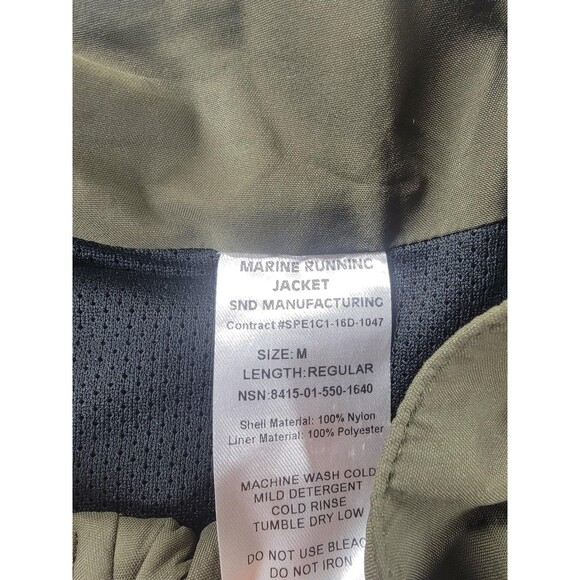 MARINE RUNNING
JACKET
SND MANUFACTURING
Contract #SPE1C1-16D-1047
SIZE: M
LENGTH: REGULAR
NSN:8415-01-550-1640
Shell Material: 100% Nylon
Liner Material: 100% Polyester
MACHINE WASH COLD
MILD DETERGENT
COLD RINSE
TUMBLE DRY LOW
DO NOT USE BLEAC
DO NOT IRON